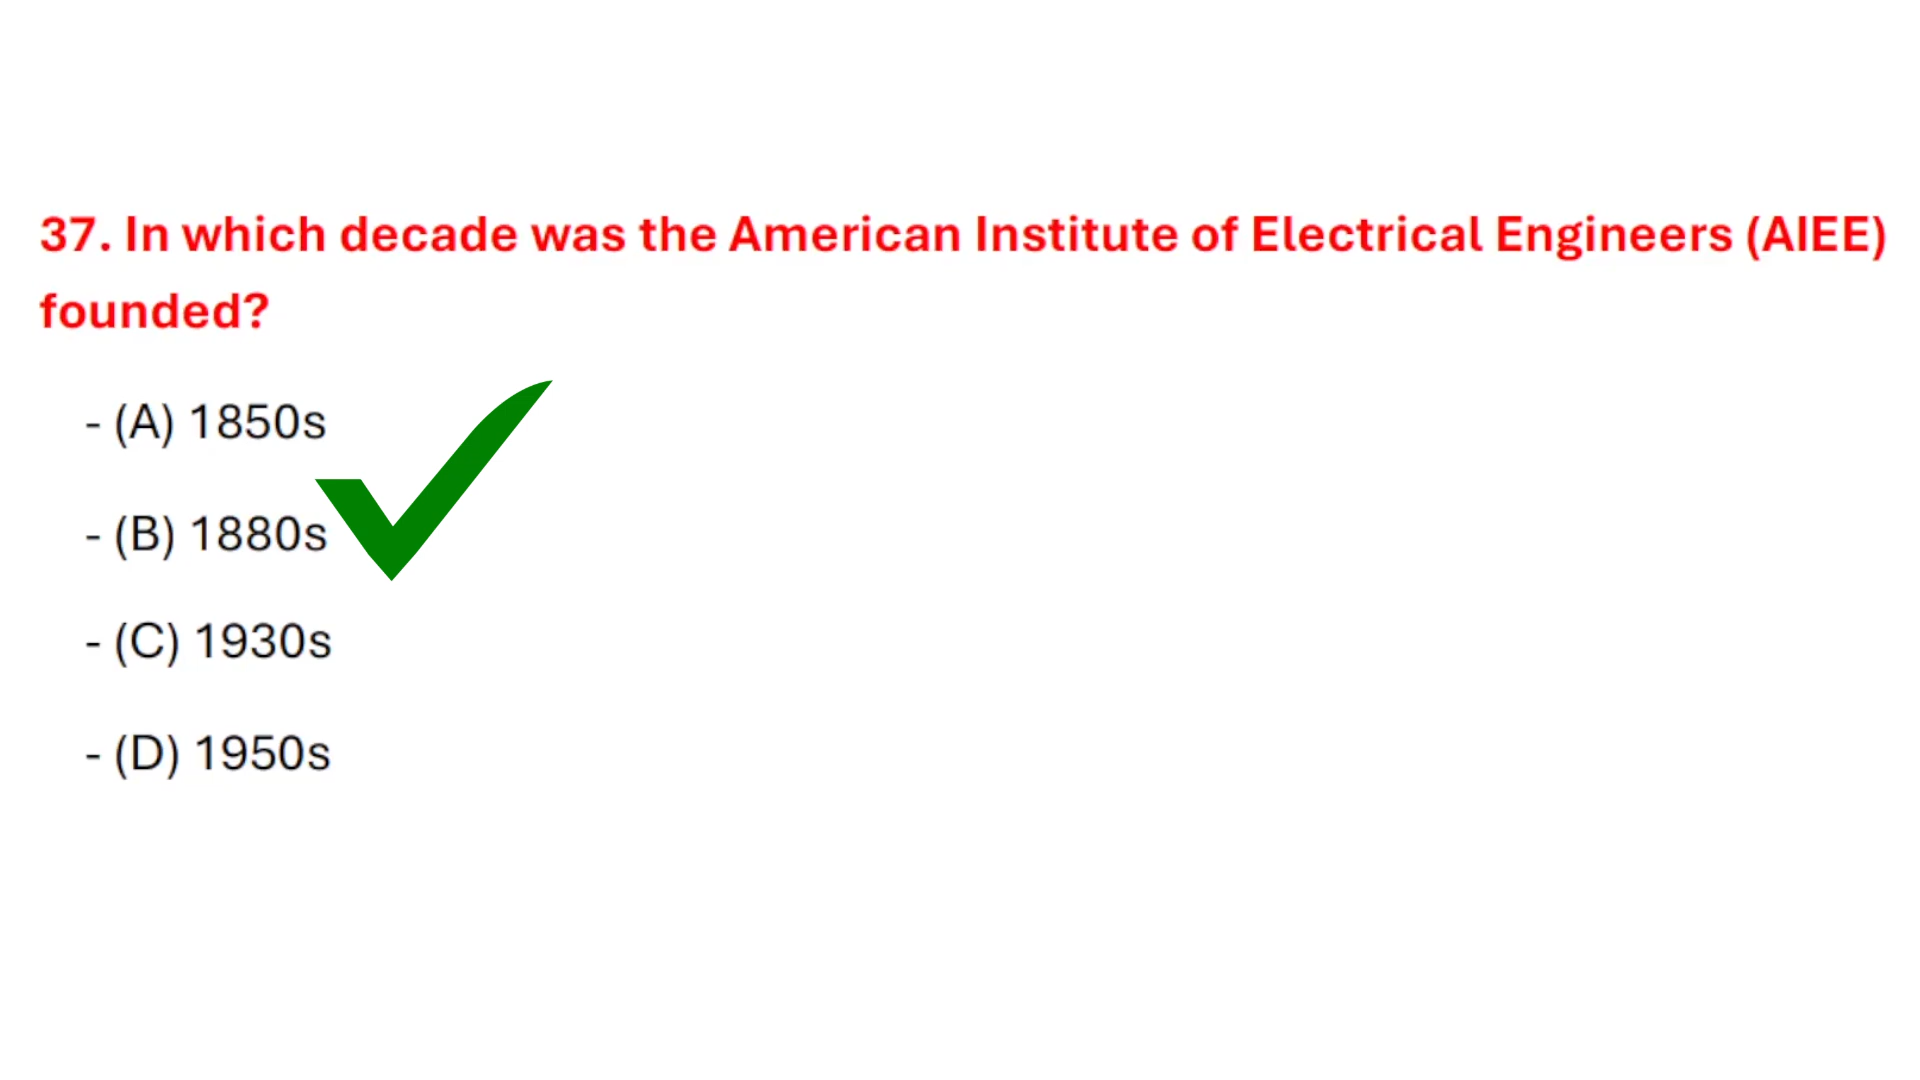 37. In which decade was the American Institute of Electrical Engineers (AIEE)
founded?
- (A) 1850s
- (B) 1880s
- (C) 1930s
- (D) 1950s